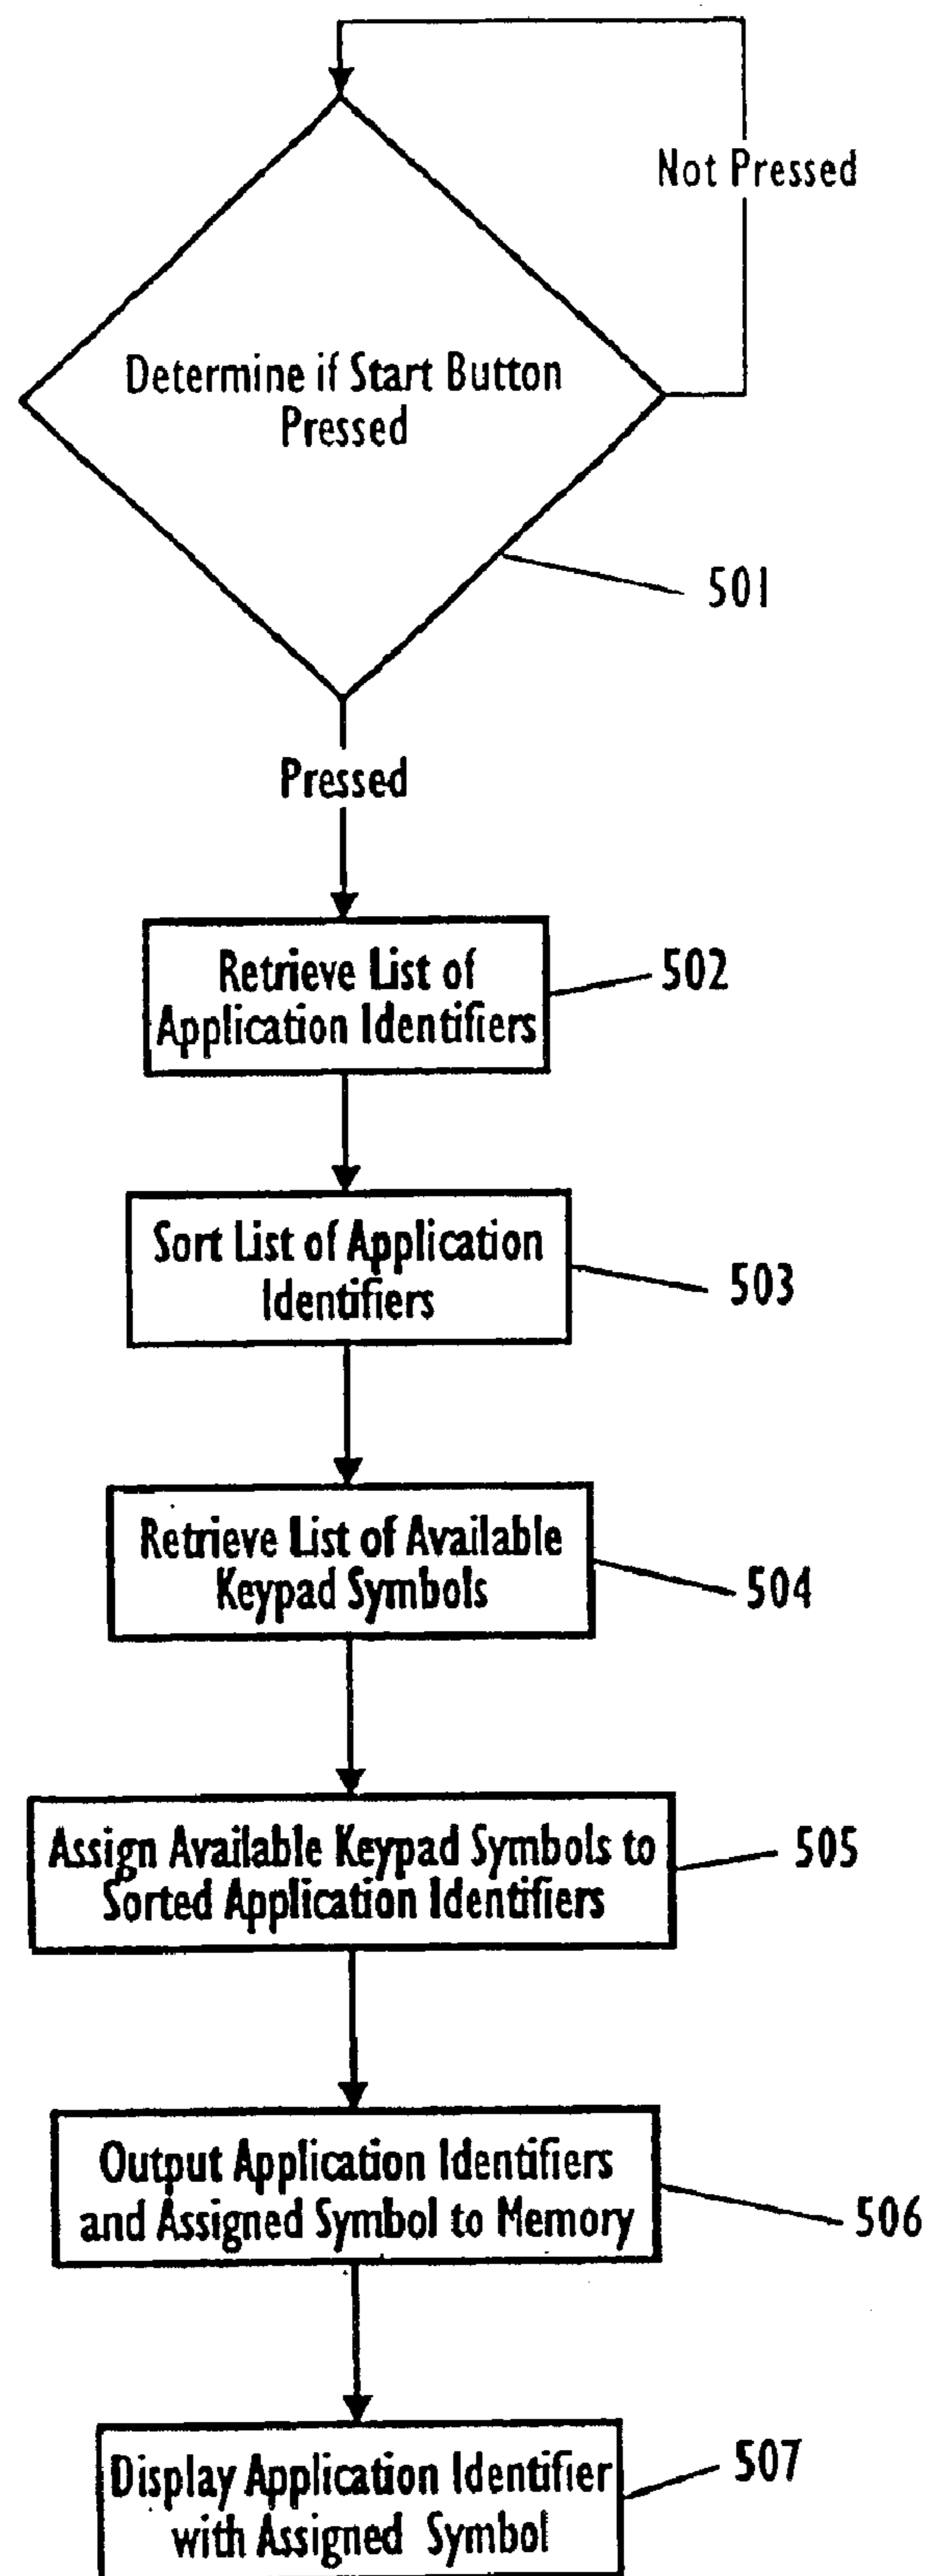 Not Pressed
Determine if Start Button
Pressed
501
Pressed
Retrieve List of
Application Identifiers
502
Sort List of Application
Identifiers
503
Retrieve List of Available
Keypad Symbols
504
Assign Available Keypad Symbols to
Sorted Application Identifiers
505
Output Application Identifiers
and Assigned Symbol to Memory
506
Display Application Identifier
with Assigned Symbol
507